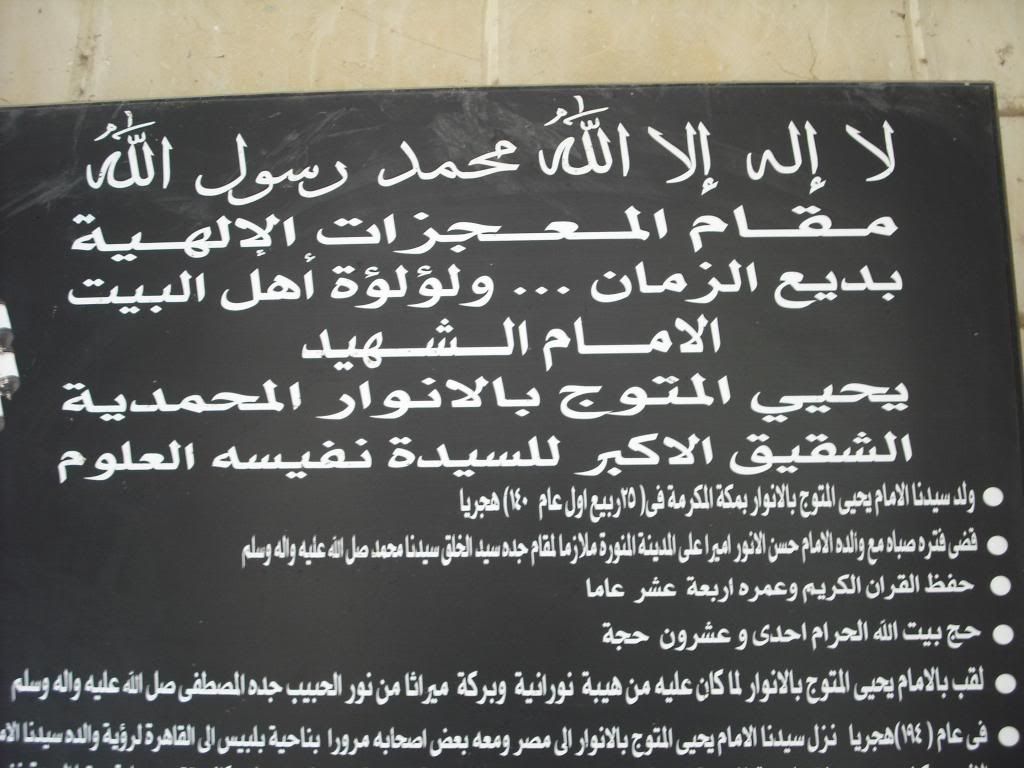 لا إله إلا الله محمد رسول الله
مقام المعجزات الإلهية
بديع الزمان ... ولؤلؤة أهل البيت
الامام الشهيد
يحيي المتوج بالانوار المحمدية
الشقيق الاكبر للسيدة نفيسه العلوم
● ولد سيدنا الامام يحيى المتوج بالانوار بمكة المكرمة فى (٢٥ ربيع اول عام ١٤٠) هجريا
● قضى فتره صباه مع والده الامام حسن الانور اميرا على المدينة المنورة ملازما لمقام جده سيد الخلق سيدنا محمد صل الله عليه واله وسلم
● حفظ القران الكريم وعمره اربعة عشر عاما
● حج بيت الله الحرام احدى و عشرون حجة
● لقب بالامام يحيى المتوج بالانوار لما كان عليه من هيبة نورانية وبركة ميراثا من نور الحبيب جده المصطفى صل الله عليه واله وسلم
● فى عام (١٩٤) هجريا نزل سيدنا الامام يحيى المتوج بالانوار الى مصر ومعه بعض اصحابه مرورا بناحية بلبيس الى القاهرة لرؤية والده سيدنا